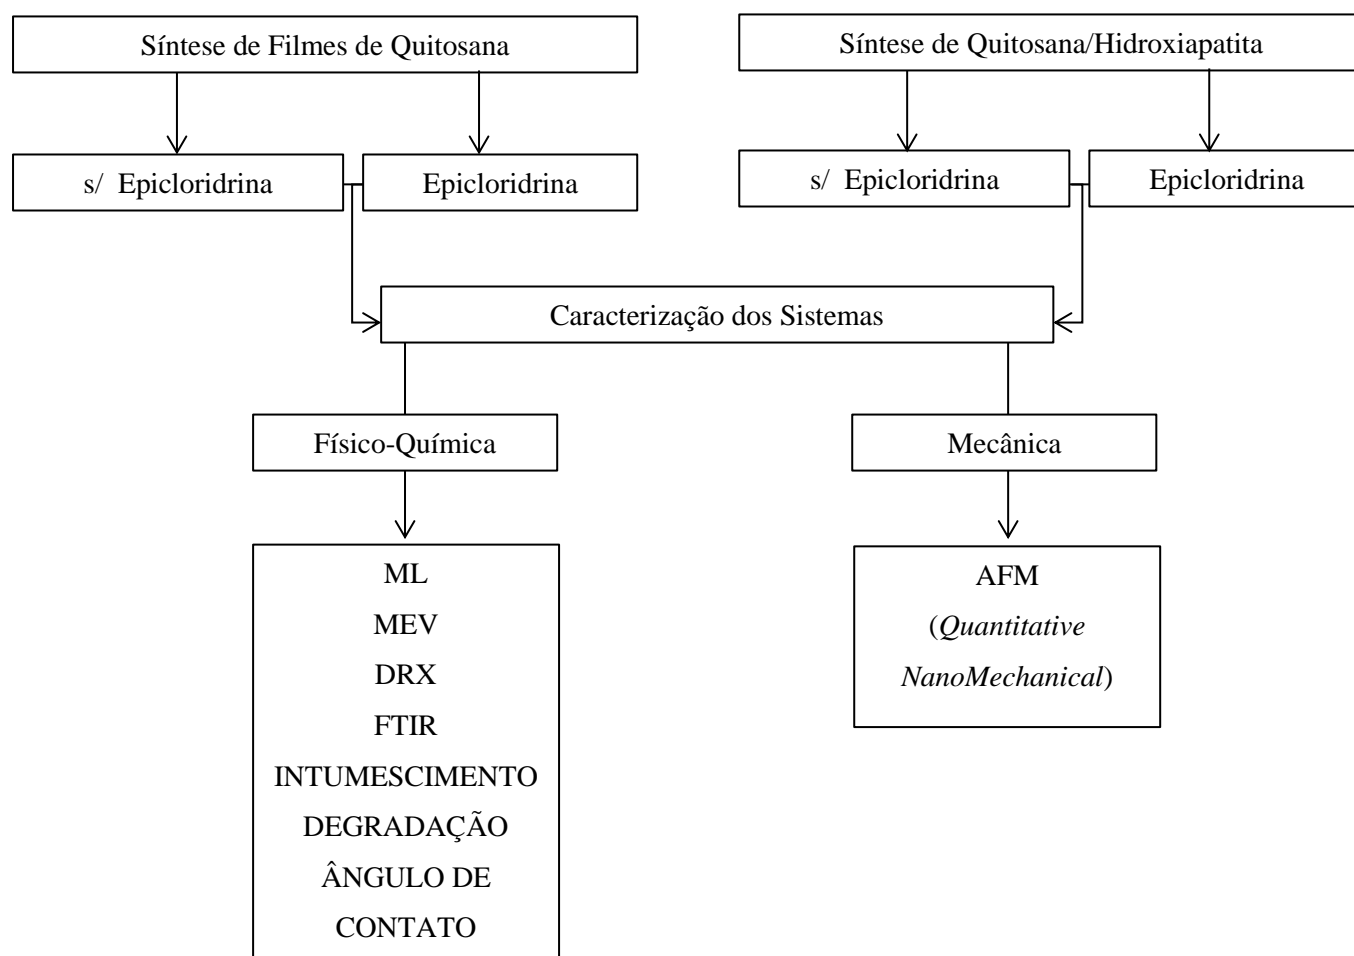 Síntese de Filmes de Quitosana
Síntese de Quitosana/Hidroxiapatita
s/ Epicloridrina
Epicloridrina
s/ Epicloridrina
Epicloridrina
Caracterização dos Sistemas
Físico-Química
Mecânica
ML
MEV
DRX
FTIR
INTUMESCIMENTO
DEGRADAÇÃO
ÂNGULO DE
CONTATO
AFM
(Quantitative
NanoMechanical)